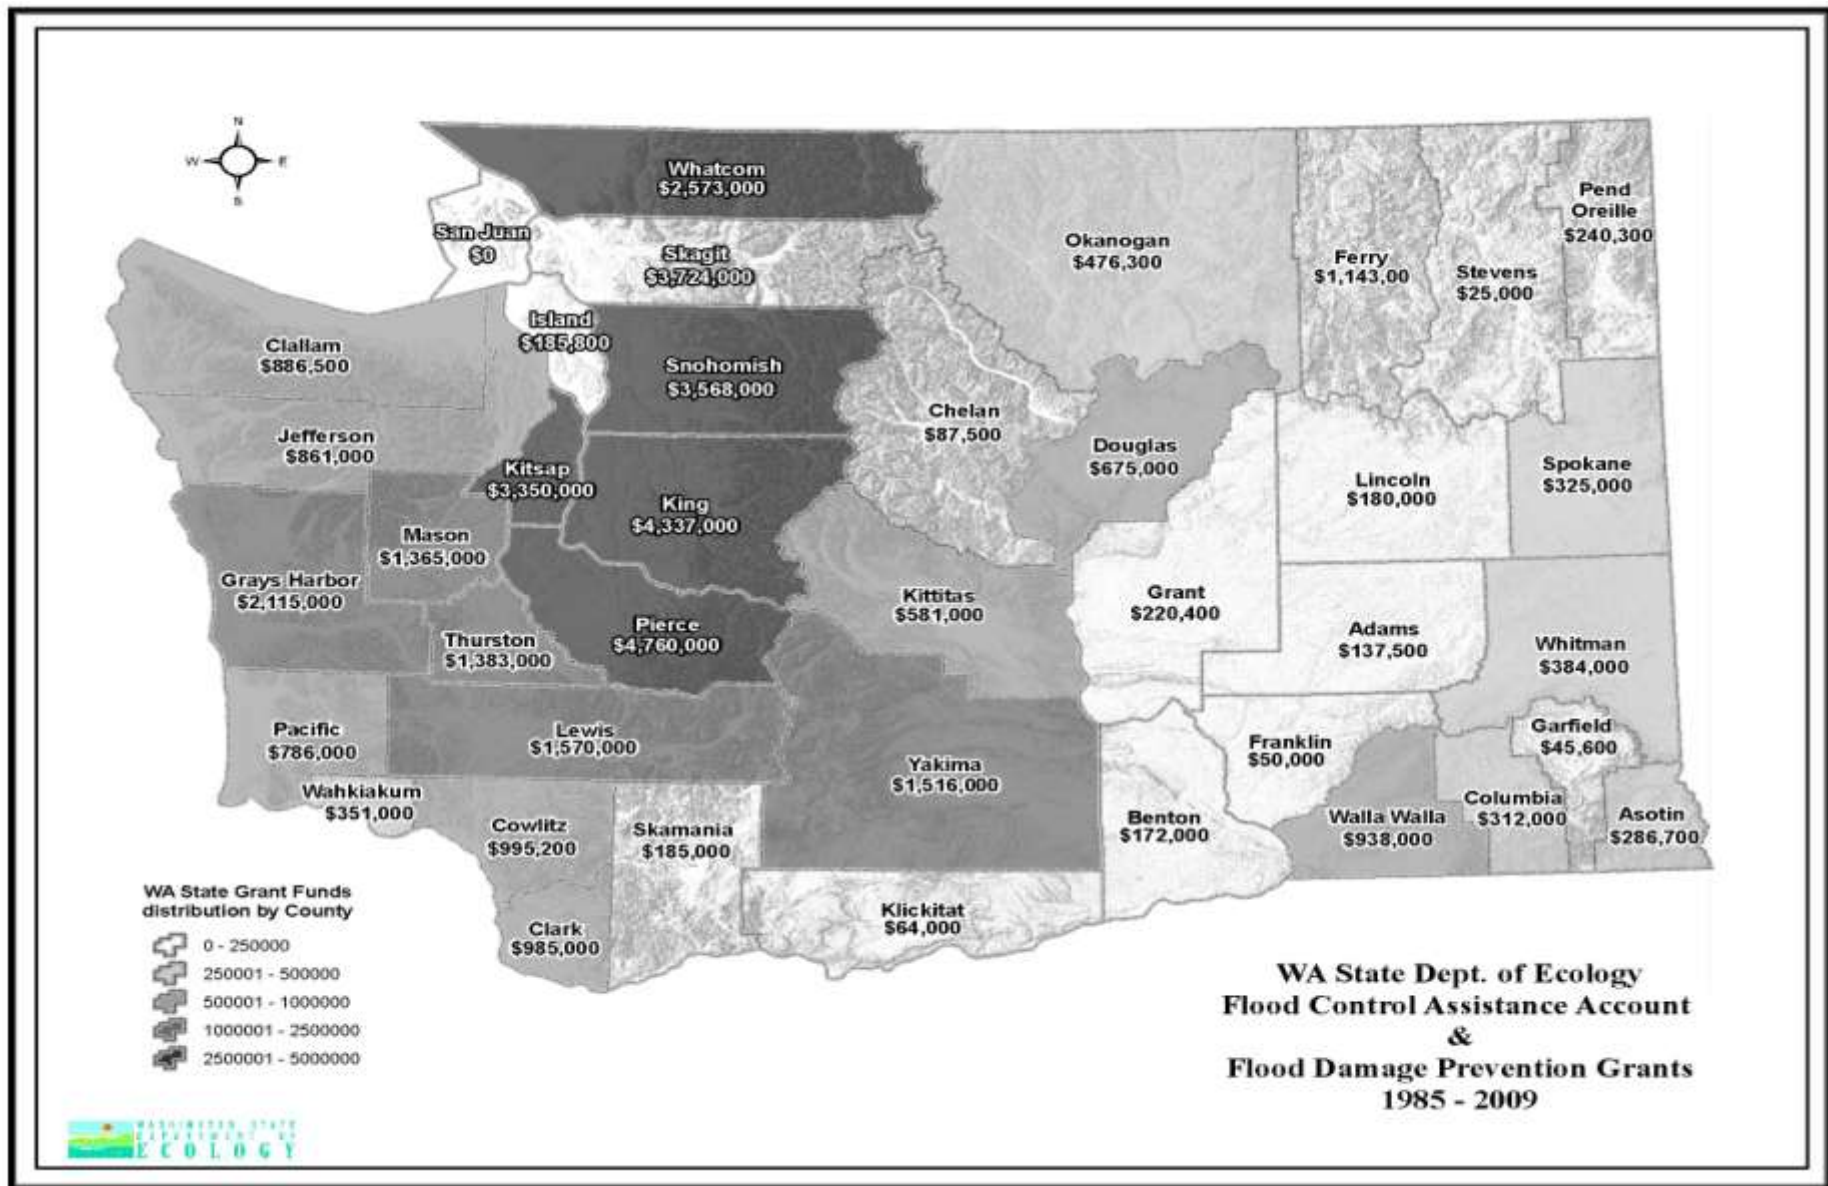 N
W E
S
Whatcom
$2,573,000
San Juan
$0
Skagit
$3,724,000
Okanogan
$476,300
Ferry
$1,143,00
Stevens
$25,000
Pend
Oreille
$240,300
Island
$185,800
Clallam
$886,500
Snohomish
$3,568,000
Chelan
$87,500
Jefferson
$861,000
Douglas
$675,000
Kitsap
$3,350,000
King
$4,337,000
Lincoln
$180,000
Spokane
$325,000
Mason
$1,365,000
Grays Harbor
$2,115,000
Kittitas
$581,000
Grant
$220,400
Thurston
$1,383,000
Pierce
$4,760,000
Adams
$137,500
Whitman
$384,000
Pacific
$786,000
Lewis
$1,570,000
Yakima
$1,516,000
Franklin
$50,000
Garfield
$45,600
Wahkiakum
$351,000
Cowlitz
$995,200
Skamania
$185,000
Benton
$172,000
Walla Walla
$938,000
Columbia
$312,000
Asotin
$286,700
Clark
$985,000
Klickitat
$64,000
WA State Grant Funds
distribution by County
0 - 250000
250001 - 500000
500001 - 1000000
1000001 - 2500000
2500001 - 5000000
WA State Dept. of Ecology
Flood Control Assistance Account
&
Flood Damage Prevention Grants
1985 - 2009
WASHINGTON STATE
DEPARTMENT OF
ECOLOGY